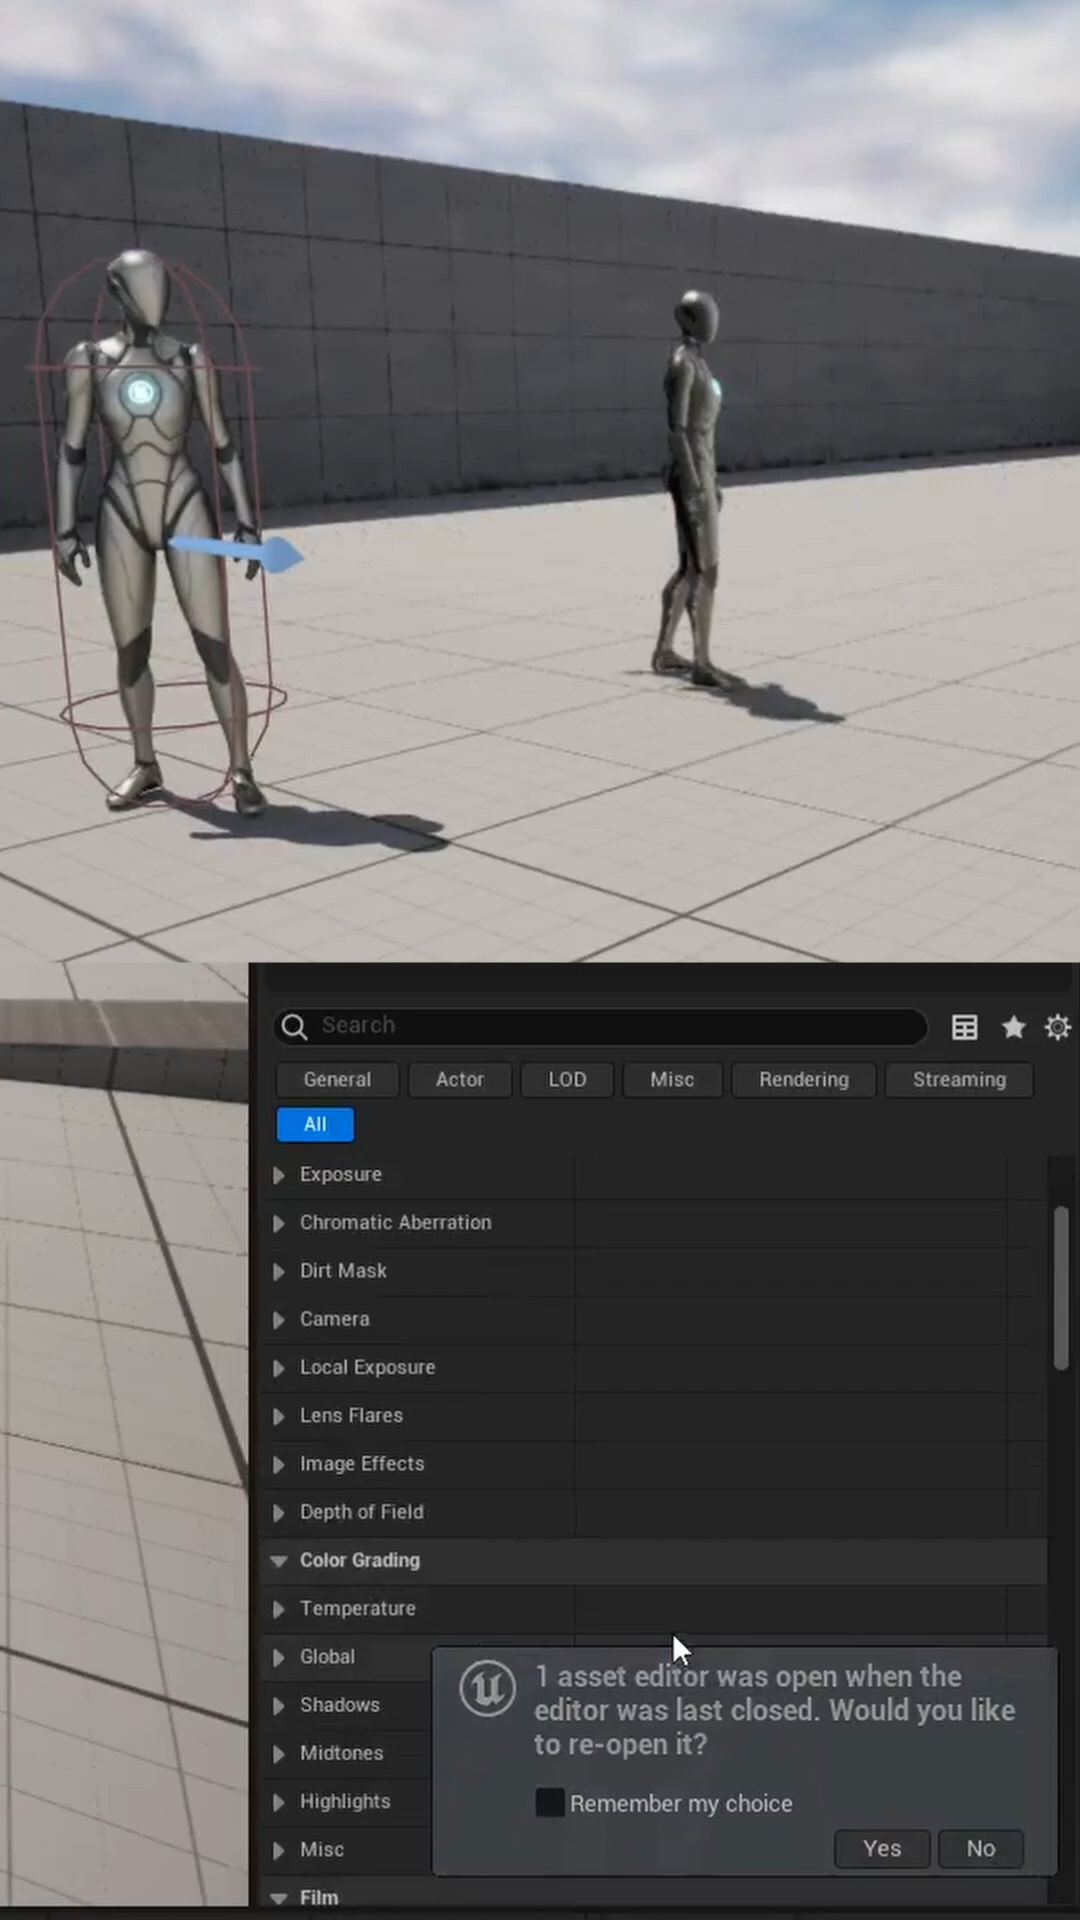 Search
General
Actor
LOD
Misc
Rendering
Streaming
All
Exposure
Chromatic Aberration
Dirt Mask
Camera
Local Exposure
Lens Flares
Image Effects
Depth of Field
Color Grading
Temperature
Global
Shadows
Midtones
Highlights
Misc
Film
1 asset editor was open when the
editor was last closed. Would you like
to re-open it?
Remember my choice
Yes
No